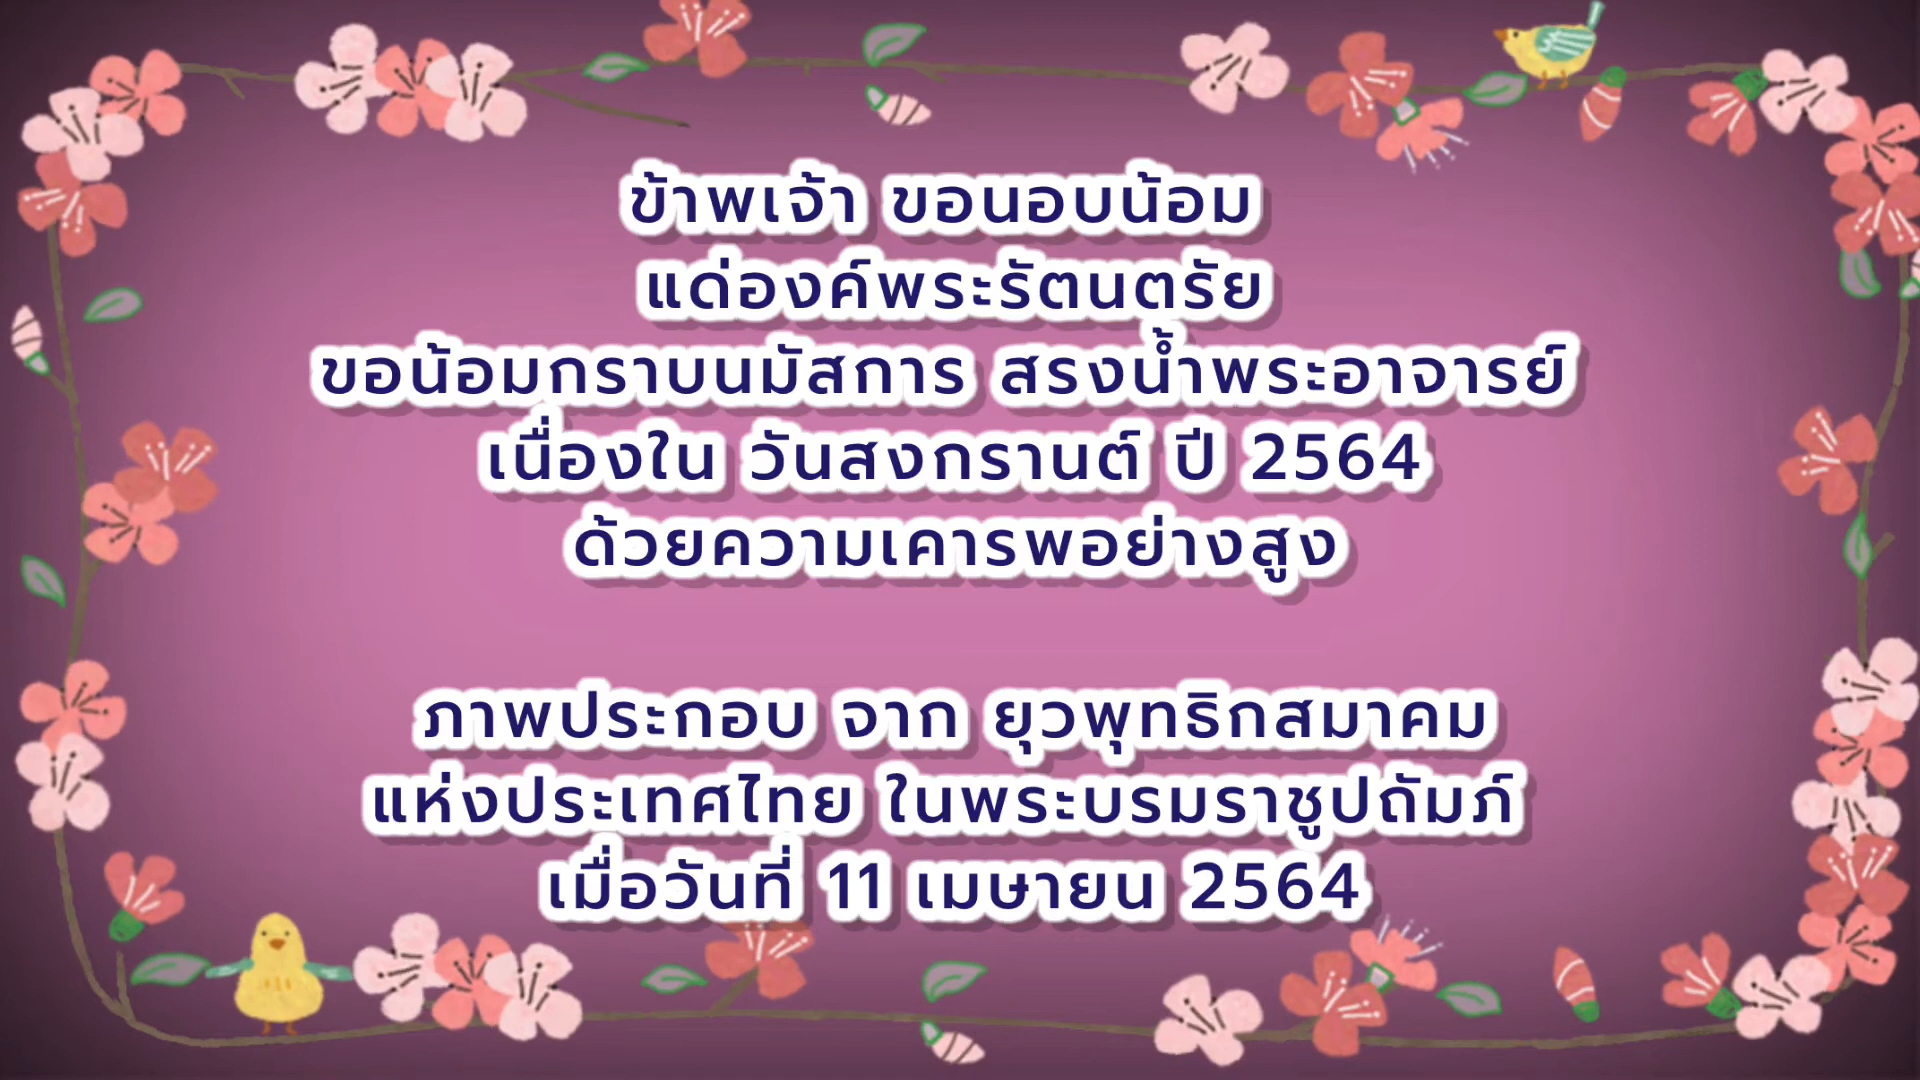 ข้าพเจ้า ขอนอบน้อม
แด่องค์พระรัตนตรัย
ขอน้อมกราบนมัสการ สรงน้ำพระอาจารย์
เนื่องใน วันสงกรานต์ ปี 2564
ด้วยความเคารพอย่างสูง
ภาพประกอบ จาก ยุวพุทธิกสมาคม
แห่งประเทศไทย ในพระบรมราชูปถัมภ์
เมื่อวันที่ 11 เมษายน 2564